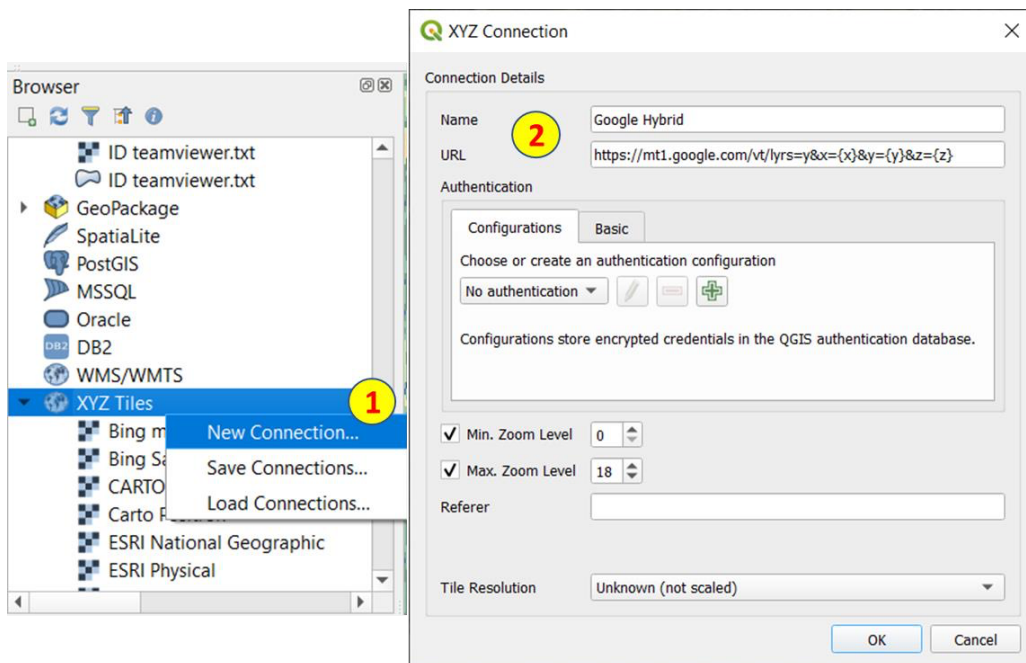 Browser
ID teamviewer.txt
ID teamviewer.txt
GeoPackage
SpatiaLite
PostGIS
MSSQL
Oracle
DB2 DB2
WMS/WMTS
XYZ Tiles 1
Bing
New Connection...
Bing
Save Connections...
CARTO
Load Connections...
Carto
ESRI National Geographic
ESRI Physical
XYZ Connection
Connection Details
Name Google Hybrid
2
URL https://mt1.google.com/vt/lyrs=y&x={x}&y={y}&z={z}
Authentication
Configurations Basic
Choose or create an authentication configuration
No authentication
Configurations store encrypted credentials in the QGIS authentication database.
Min. Zoom Level 0
Max. Zoom Level 18
Referer
Tile Resolution Unknown (not scaled)
OK Cancel